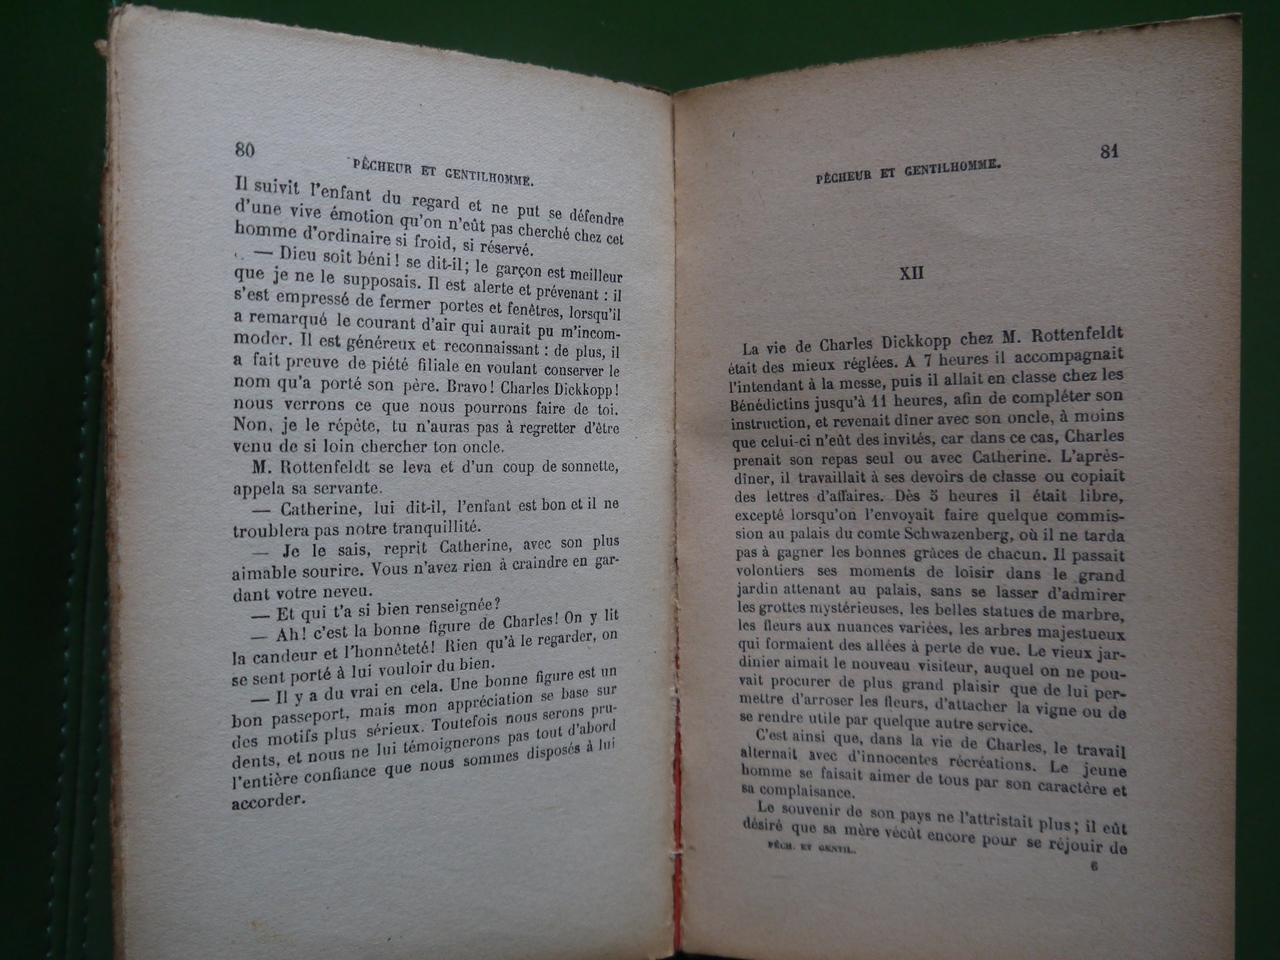 80
PÊCHEUR ET GENTILHOMME.
Il suivit l'enfant du regard et ne put se défendre
d'une vive émotion qu'on n'eût pas cherché chez cet
homme d'ordinaire si froid, si réservé.
— Dieu soit béni ! se dit-il ; le garçon est meilleur
que je ne le supposais. Il est alerte et prévenant : il
s'est empressé de fermer portes et fenêtres, lorsqu'il
a remarqué le courant d'air qui aurait pu m'incom-
moder. Il est généreux et reconnaissant : de plus, il
a fait preuve de piété filiale en voulant conserver le
nom qu'a porté son père. Bravo ! Charles Dickkopp !
nous verrons ce que nous pourrons faire de toi.
Non, je le répète, tu n'auras pas à regretter d'être
venu de si loin chercher ton oncle.
M. Rottenfeldt se leva et d'un coup de sonnette,
appela sa servante.
— Catherine, lui dit-il, l'enfant est bon et il ne
troublera pas notre tranquillité.
— Je le sais, reprit Catherine, avec son plus
aimable sourire. Vous n'avez rien à craindre en gar-
dant votre neveu.
— Et qui t'a si bien renseignée ?
— Ah ! c'est la bonne figure de Charles ! On y lit
la candeur et l'honnêteté ! Rien qu'à le regarder, on
se sent porté à lui vouloir du bien.
— Il y a du vrai en cela. Une bonne figure est un
bon passeport, mais mon appréciation se base sur
des motifs plus sérieux. Toutefois nous serons pru-
dents, et nous ne lui témoignerons pas tout d'abord
l'entière confiance que nous sommes disposés à lui
accorder.
PÊCHEUR ET GENTILHOMME.
81
XII
La vie de Charles Dickkopp chez M. Rottenfeldt
était des mieux réglées. A 7 heures il accompagnait
l'intendant à la messe, puis il allait en classe chez les
Bénédictins jusqu'à 11 heures, afin de compléter son
instruction, et revenait dîner avec son oncle, à moins
que celui-ci n'eût des invités, car dans ce cas, Charles
prenait son repas seul ou avec Catherine. L'après-
dîner, il travaillait à ses devoirs de classe ou copiait
des lettres d'affaires. Dès 5 heures il était libre,
excepté lorsqu'on l'envoyait faire quelque commis-
sion au palais du comte Schwazenberg, où il ne tarda
pas à gagner les bonnes grâces de chacun. Il passait
volontiers ses moments de loisir dans le grand
jardin attenant au palais, sans se lasser d'admirer
les grottes mystérieuses, les belles statues de marbre,
les fleurs aux nuances variées, les arbres majestueux
qui formaient des allées à perte de vue. Le vieux jar-
dinier aimait le nouveau visiteur, auquel on ne pou-
vait procurer de plus grand plaisir que de lui per-
mettre d'arroser les fleurs, d'attacher la vigne ou de
se rendre utile par quelque autre service.
C'est ainsi que, dans la vie de Charles, le travail
alternait avec d'innocentes récréations. Le jeune
homme se faisait aimer de tous par son caractère et
sa complaisance.
Le souvenir de son pays ne l'attristait plus ; il eût
désiré que sa mère vécût encore pour se réjouir de
PÊCH. ET GENTIL.
6